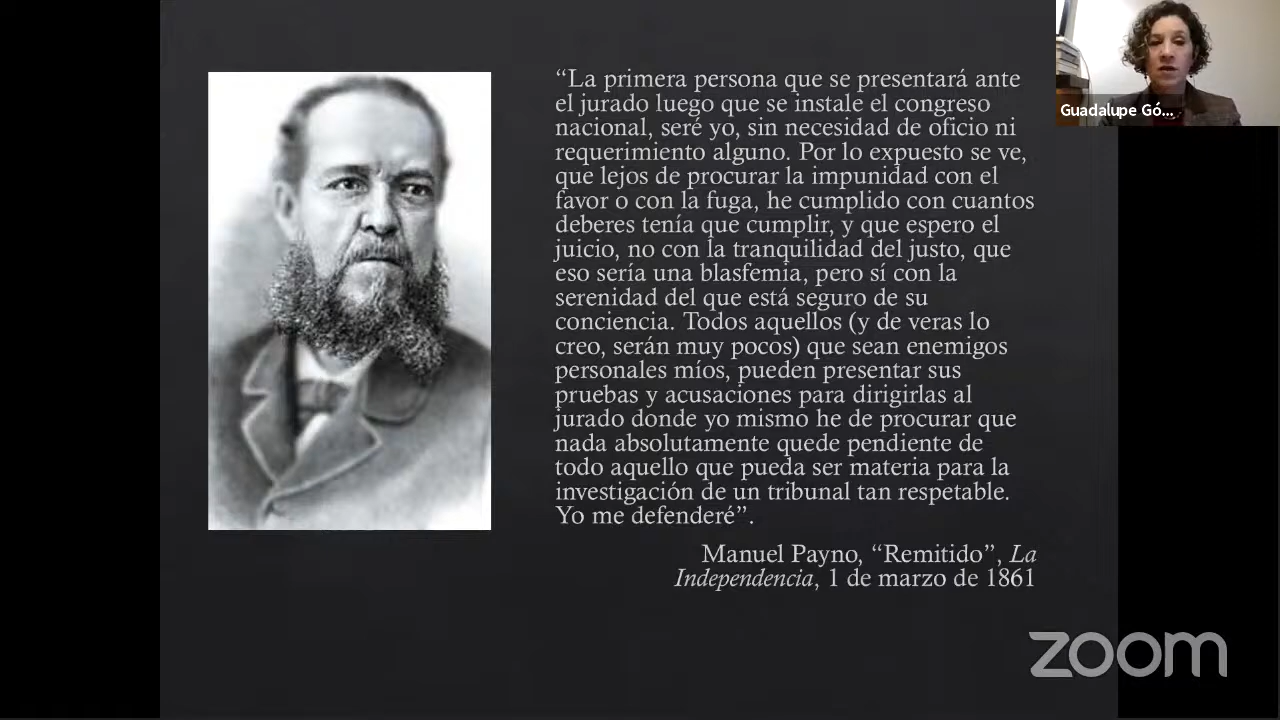 “La primera persona que se presentará ante
el jurado luego que se instale el congreso
nacional, seré yo, sin necesidad de oficio ni
requerimiento alguno. Por lo expuesto se ve,
que lejos de procurar la impunidad con el
favor o con la fuga, he cumplido con cuantos
deberes tenía que cumplir, y que espero el
juicio, no con la tranquilidad del justo, que
eso sería una blasfemia, pero sí con la
serenidad del que está seguro de su
conciencia. Todos aquellos (y de veras lo
creo, serán muy pocos) que sean enemigos
personales míos, pueden presentar sus
pruebas y acusaciones para dirigirlas al
jurado donde yo mismo he de procurar que
nada absolutamente quede pendiente de
todo aquello que pueda ser materia para la
investigación de un tribunal tan respetable.
Yo me defenderé”.
Manuel Payno, “Remitido”, La
Independencia, 1 de marzo de 1861
Guadalupe Gó...
zoom